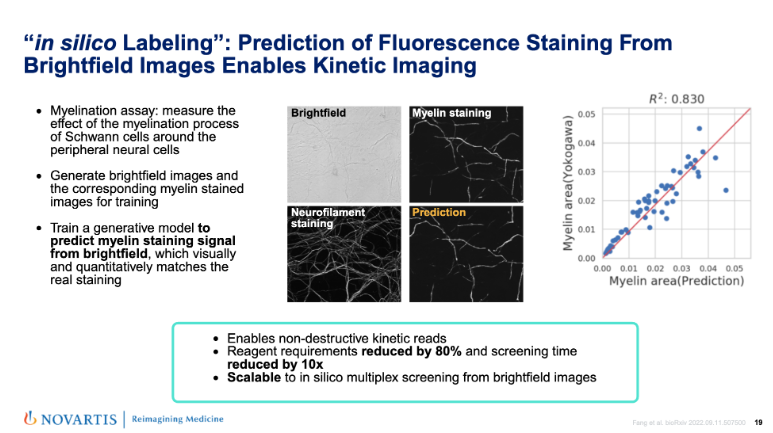 “in silico Labeling”: Prediction of Fluorescence Staining From
Brightfield Images Enables Kinetic Imaging
• Myelination assay: measure the
effect of the myelination process
of Schwann cells around the
peripheral neural cells
• Generate brightfield images and
the corresponding myelin stained
images for training
• Train a generative model to
predict myelin staining signal
from brightfield, which visually
and quantitatively matches the
real staining
Brightfield
Myelin staining
Neurofilament
staining
Prediction
R²: 0.830
Myelin area(Yokogawa)
0.05
0.04
0.03
0.02
0.01
0.00
0.00 0.01 0.02 0.03 0.04 0.05
Myelin area(Prediction)
• Enables non-destructive kinetic reads
• Reagent requirements reduced by 80% and screening time
reduced by 10x
• Scalable to in silico multiplex screening from brightfield images
NOVARTIS | Reimagining Medicine
et al. bioRxiv 2022.09.11.507500
19